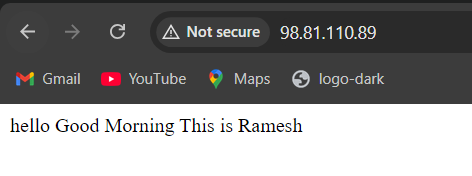 Not secure 98.81.110.89
Gmail YouTube Maps logo-dark
hello Good Morning This is Ramesh